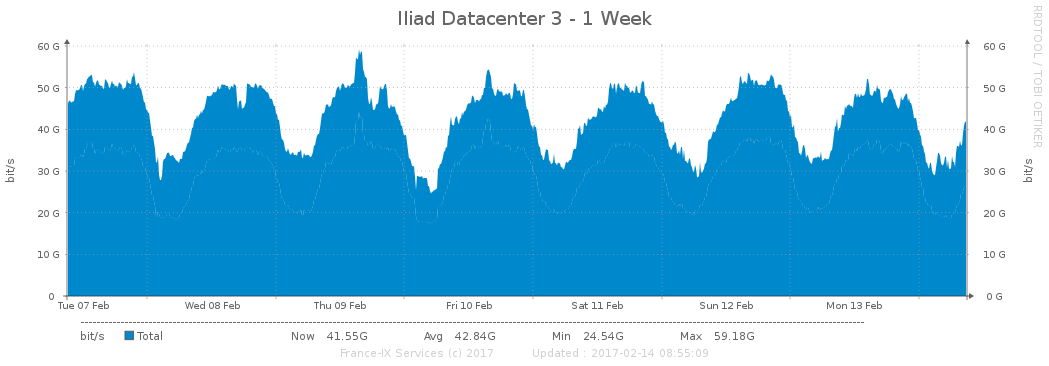 Iliad Datacenter 3 - 1 Week
RRDTOOL / TOBI OETIKER
60 G 60 G
50 G 50 G
40 G 40 G
30 G 30 G
20 G 20 G
10 G 10 G
0 0 G
bit/s
bit/s
Tue 07 Feb Wed 08 Feb Thu 09 Feb Fri 10 Feb Sat 11 Feb Sun 12 Feb Mon 13 Feb
bit/s Total Now 41.55G Avg 42.84G Min 24.54G Max 59.18G
France-IX Services (c) 2017 Updated : 2017-02-14 08:55:09